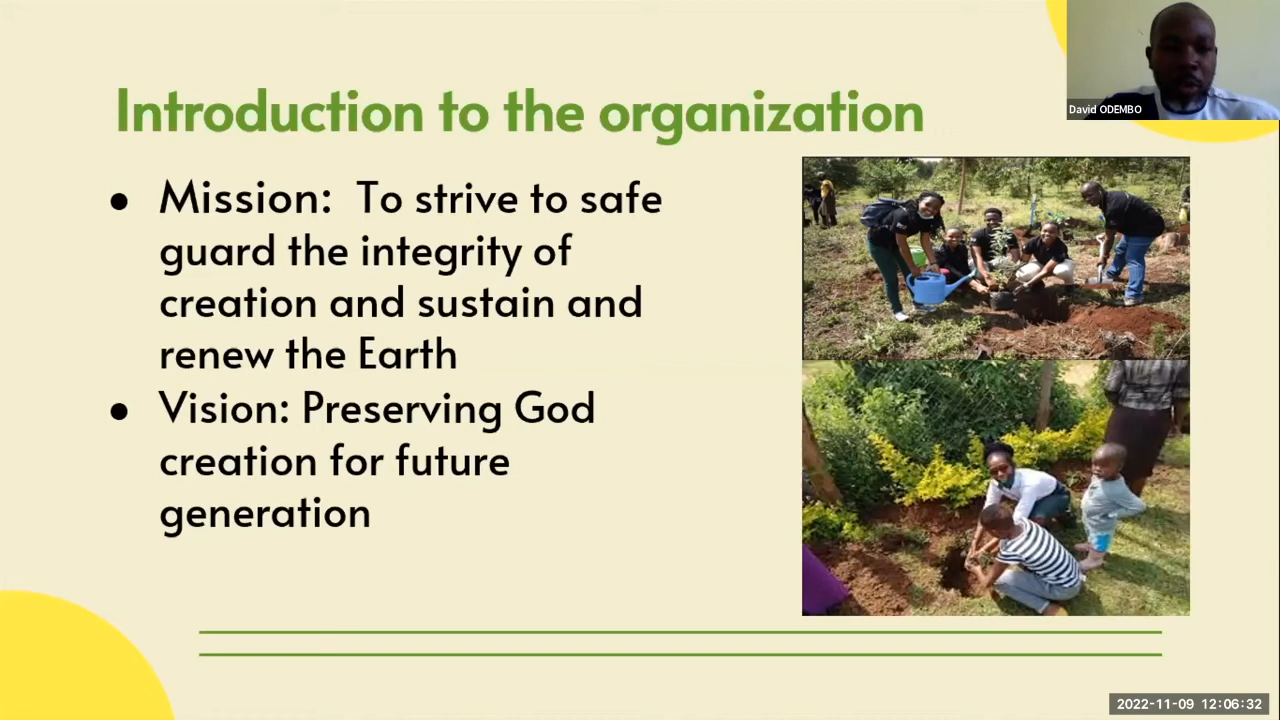 Introduction to the organization
David ODEMBO
● Mission:  To strive to safe
guard the integrity of
creation and sustain and
renew the Earth
● Vision: Preserving God
creation for future
generation
2022-11-09 12:06:32